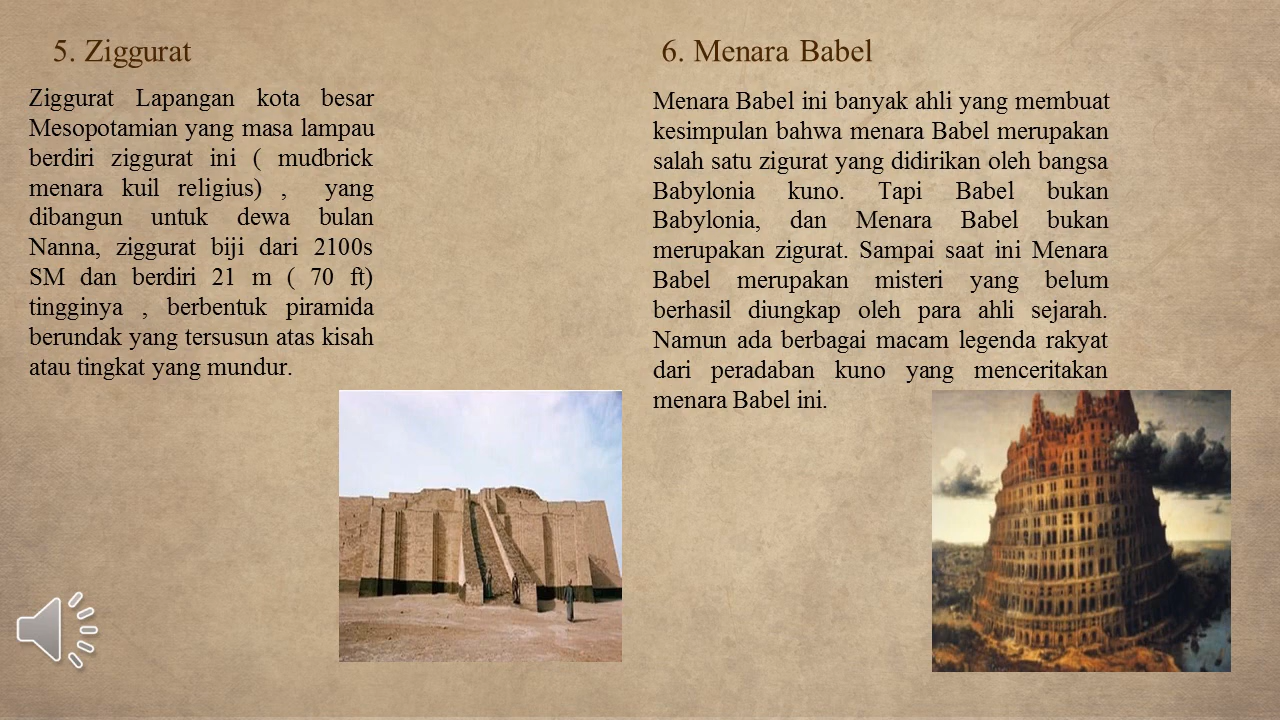 5. Ziggurat
Ziggurat Lapangan kota besar
Mesopotamian yang masa lampau
berdiri ziggurat ini ( mudbrick
menara kuil religius) , yang
dibangun untuk dewa bulan
Nanna, ziggurat biji dari 2100s
SM dan berdiri 21 m ( 70 ft)
tingginya , berbentuk piramida
berundak yang tersusun atas kisah
atau tingkat yang mundur.
6. Menara Babel
Menara Babel ini banyak ahli yang membuat
kesimpulan bahwa menara Babel merupakan
salah satu zigurat yang didirikan oleh bangsa
Babylonia kuno. Tapi Babel bukan
Babylonia, dan Menara Babel bukan
merupakan zigurat. Sampai saat ini Menara
Babel merupakan misteri yang belum
berhasil diungkap oleh para ahli sejarah.
Namun ada berbagai macam legenda rakyat
dari peradaban kuno yang menceritakan
menara Babel ini.